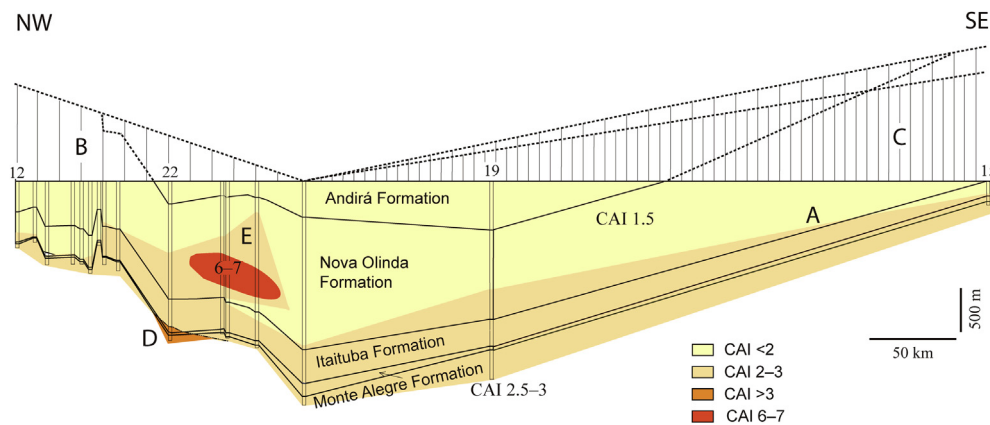 NW
SE
B
C
12
22
19
1
Andirá Formation
CAI 1.5
A
E
6–7
Nova Olinda
Formation
500 m
D
Itaituba Formation
Monte Alegre Formation
CAI 2.5–3
50 km
CAI <2
CAI 2–3
CAI >3
CAI 6–7